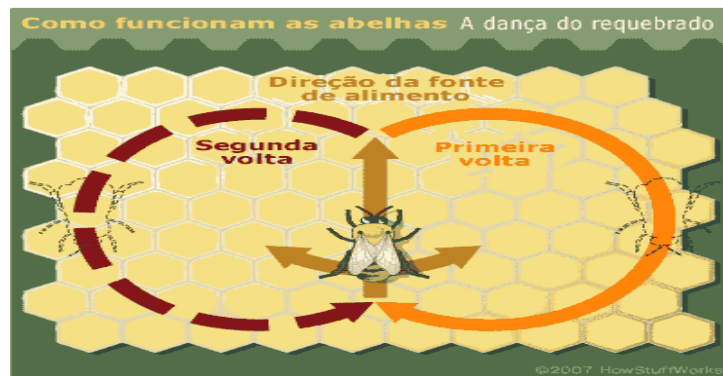 Como funcionam as abelhas A dança do requebrado
Direção da fonte
de alimento
Segunda
volta
Primeira
volta
©2007 HowStuffWorks